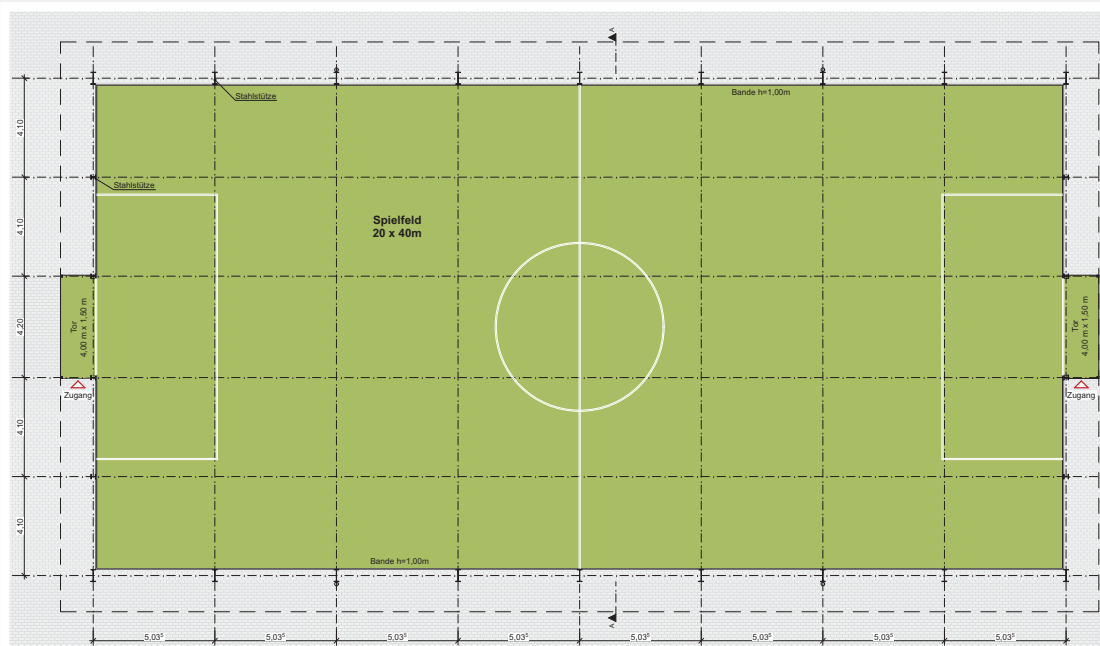 A
Bande h=1,00m
Stahlstütze
4,10
Stahlstütze
4,10
Spielfeld
20 x 40m
4,20
Tor
4,00 m x 1,50 m
Tor
4,00 m x 1,50 m
Zugang
Zugang
4,10
4,10
Bande h=1,00m
A
5,03⁵
5,03⁵
5,03⁵
5,03⁵
5,03⁵
5,03⁵
5,03⁵
5,03⁵